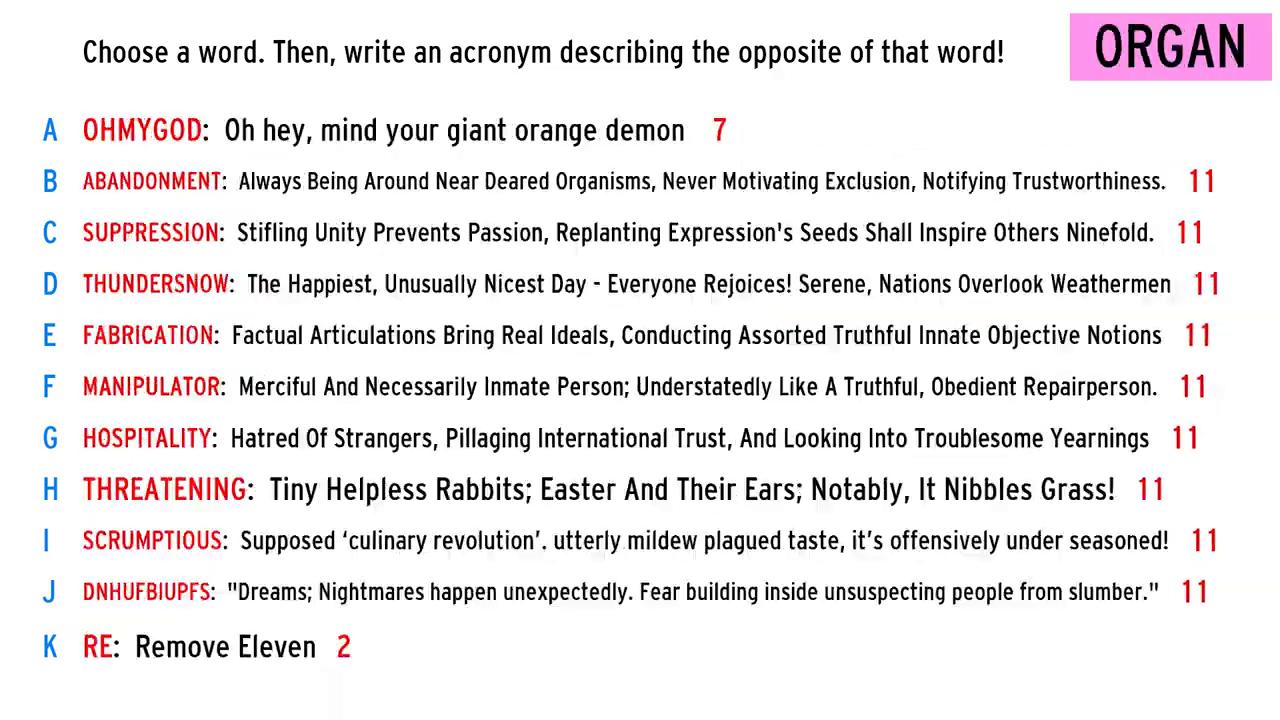 Choose a word. Then, write an acronym describing the opposite of that word!
ORGAN
A OHMYGOD: Oh hey, mind your giant orange demon 7
B ABANDONMENT: Always Being Around Near Deared Organisms, Never Motivating Exclusion, Notifying Trustworthiness. 11
C SUPPRESSION: Stifling Unity Prevents Passion, Replanting Expression's Seeds Shall Inspire Others Ninefold. 11
D THUNDERSNOW: The Happiest, Unusually Nicest Day - Everyone Rejoices! Serene, Nations Overlook Weathermen 11
E FABRICATION: Factual Articulations Bring Real Ideals, Conducting Assorted Truthful Innate Objective Notions 11
F MANIPULATOR: Merciful And Necessarily Inmate Person; Understatedly Like A Truthful, Obedient Repairperson. 11
G HOSPITALITY: Hatred Of Strangers, Pillaging International Trust, And Looking Into Troublesome Yearnings 11
H THREATENING: Tiny Helpless Rabbits; Easter And Their Ears; Notably, It Nibbles Grass! 11
I SCRUMPTIOUS: Supposed ‘culinary revolution’. utterly mildew plagued taste, it’s offensively under seasoned! 11
J DNHUFBIUPFS: "Dreams; Nightmares happen unexpectedly. Fear building inside unsuspecting people from slumber." 11
K RE: Remove Eleven 2